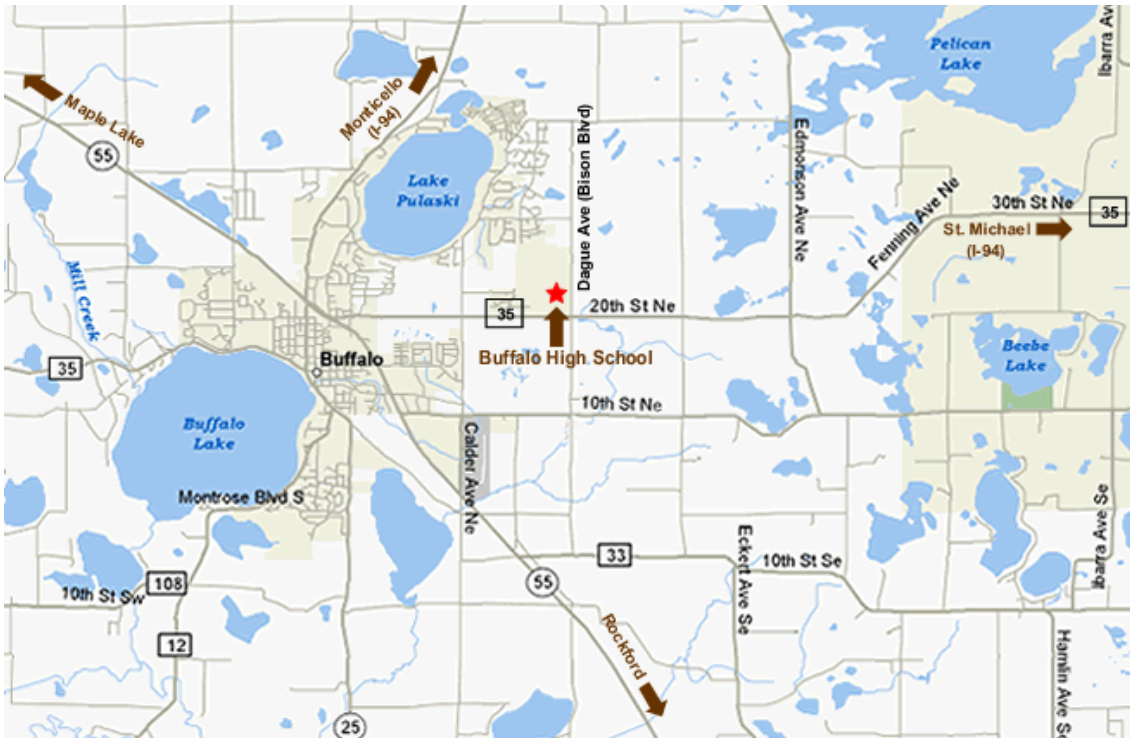 Pelican
Lake
Ibarra Av
Maple Lake
Monticello
(I-94)
55
Dague Ave (Bison Blvd)
Edmonson Ave Ne
Lake
Pulaski
Fenning Ave Ne
30th St Ne
35
St. Michael
(I-94)
Mill Creek
35
20th St Ne
Buffalo High School
Buffalo
35
Beebe
Lake
10th St Ne
Buffalo
Lake
Calder Ave Ne
Montrose Blvd S
Ibarra Ave Se
33
10th St Se
Eckert Ave Se
108
10th St Sw
55
Rockford
12
Hamlin Ave Se
25